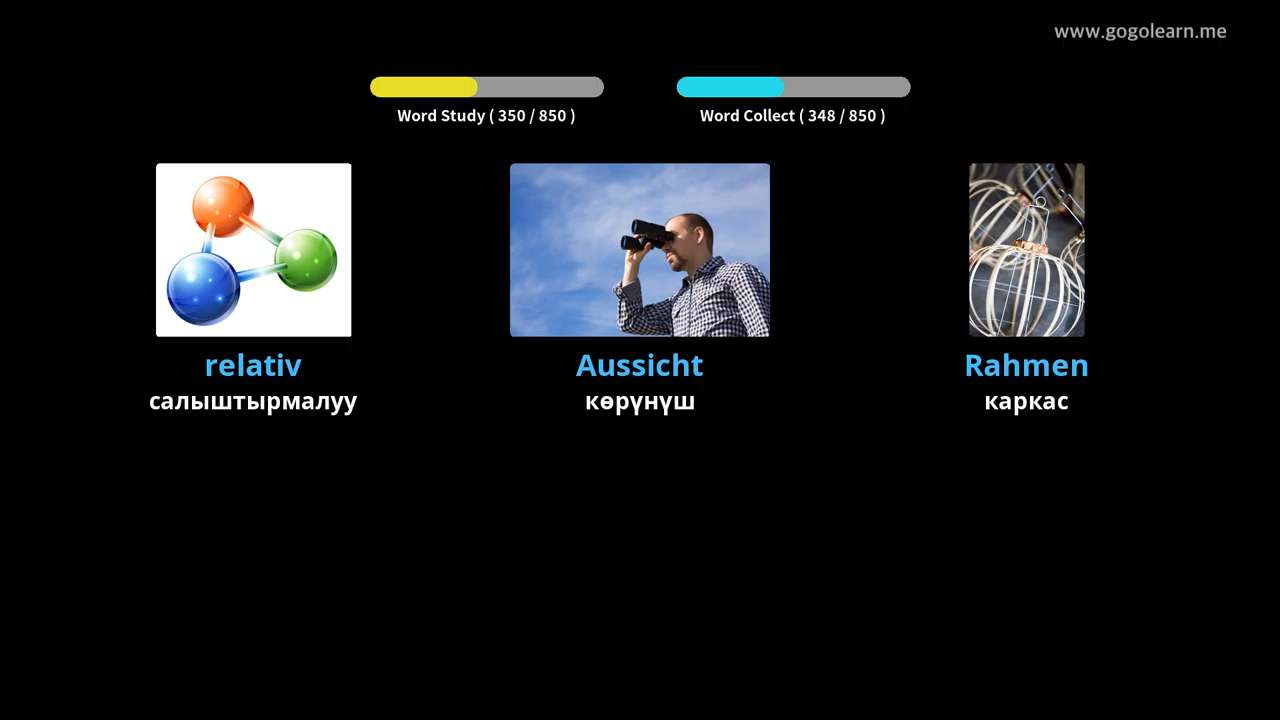 www.gogolearn.me
Word Study ( 350 / 850 )
Word Collect ( 348 / 850 )
relativ
Aussicht
Rahmen
салыштырмалуу
көрүнүш
каркас